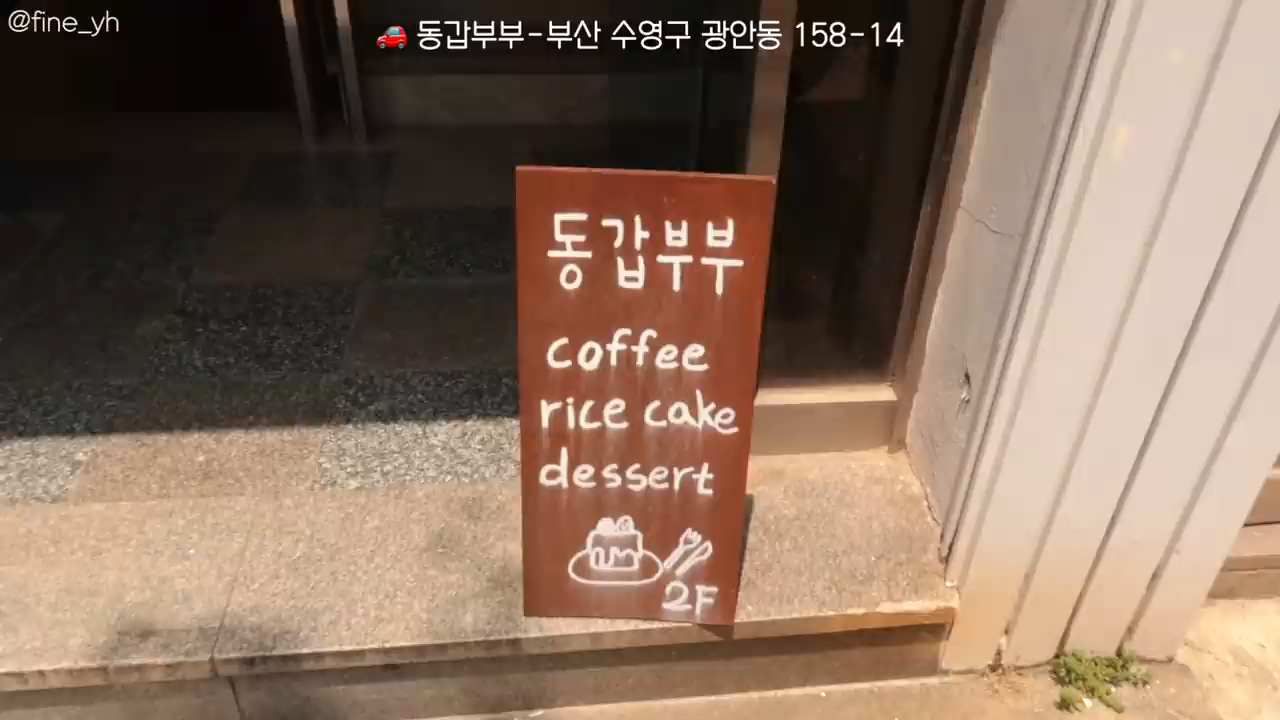 @fine_yh
🚗 동갑부부-부산 수영구 광안동 158-14
동갑부부
coffee
rice cake
dessert
2F